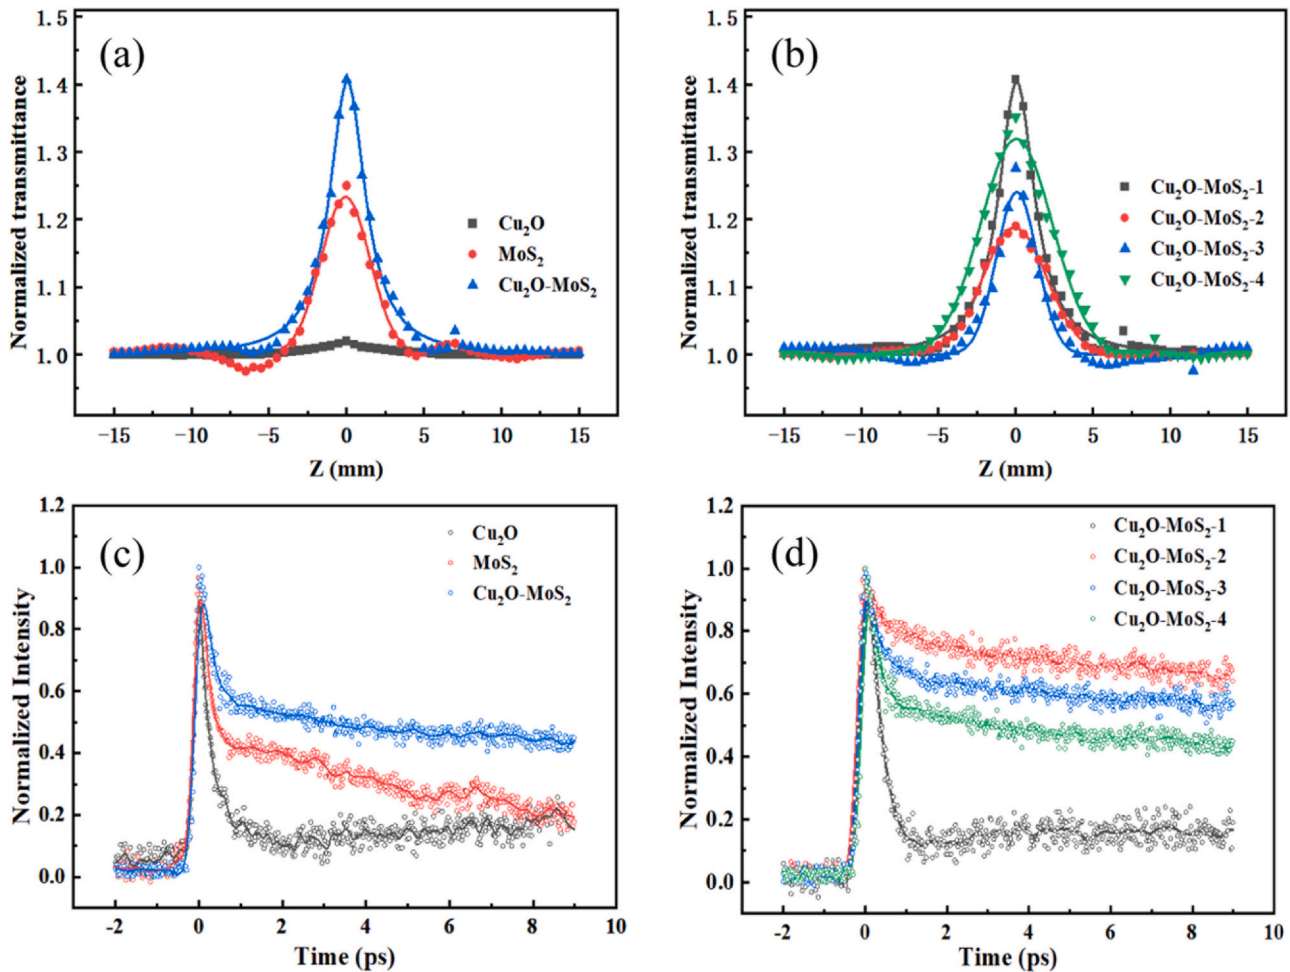 (a)
Normalized transmittance
1.5
1.4
1.3
1.2
1.1
1.0
Cu₂O
MoS₂
Cu₂O-MoS₂
−15
−10
−5
0
5
10
15
Z (mm)
(b)
Normalized transmittance
1.5
1.4
1.3
1.2
1.1
1.0
Cu₂O-MoS₂-1
Cu₂O-MoS₂-2
Cu₂O-MoS₂-3
Cu₂O-MoS₂-4
−15
−10
−5
0
5
10
15
Z (mm)
(c)
Normalized Intensity
1.2
1.0
0.8
0.6
0.4
0.2
0.0
Cu₂O
MoS₂
Cu₂O-MoS₂
-2
0
2
4
6
8
10
Time (ps)
(d)
Normalized Intensity
1.2
1.0
0.8
0.6
0.4
0.2
0.0
Cu₂O-MoS₂-1
Cu₂O-MoS₂-2
Cu₂O-MoS₂-3
Cu₂O-MoS₂-4
-2
0
2
4
6
8
10
Time (ps)